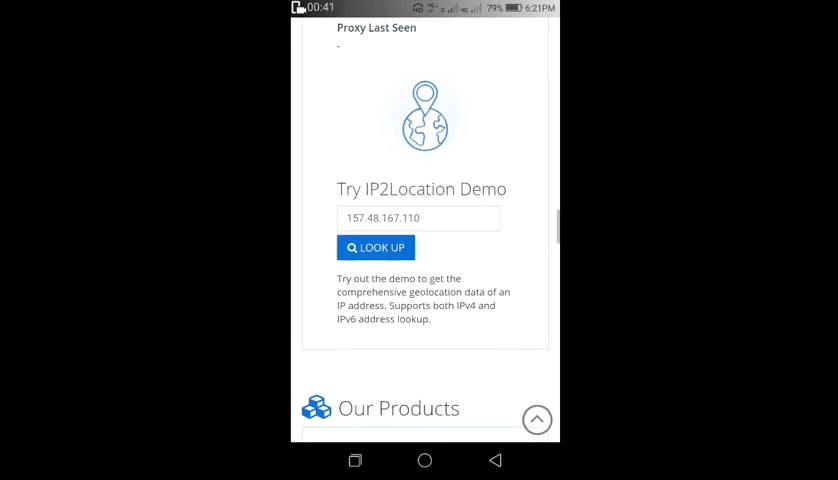 00:41
79% 6:21PM
Proxy Last Seen
-
Try IP2Location Demo
157.48.167.110
LOOK UP
Try out the demo to get the
comprehensive geolocation data of an
IP address. Supports both IPv4 and
IPv6 address lookup.
Our Products